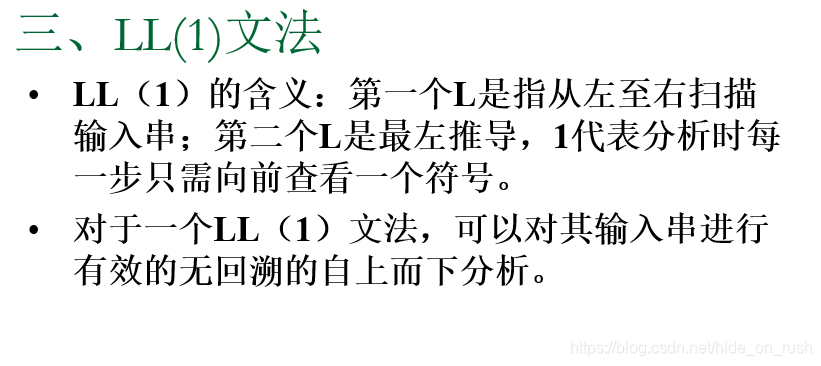 三、LL(1)文法
• LL（1）的含义：第一个L是指从左至右扫描
输入串；第二个L是最左推导，1代表分析时每
一步只需向前查看一个符号。
• 对于一个LL（1）文法，可以对其输入串进行
有效的无回溯的自上而下分析。
https://blog.csdn.net/hide_on_rush